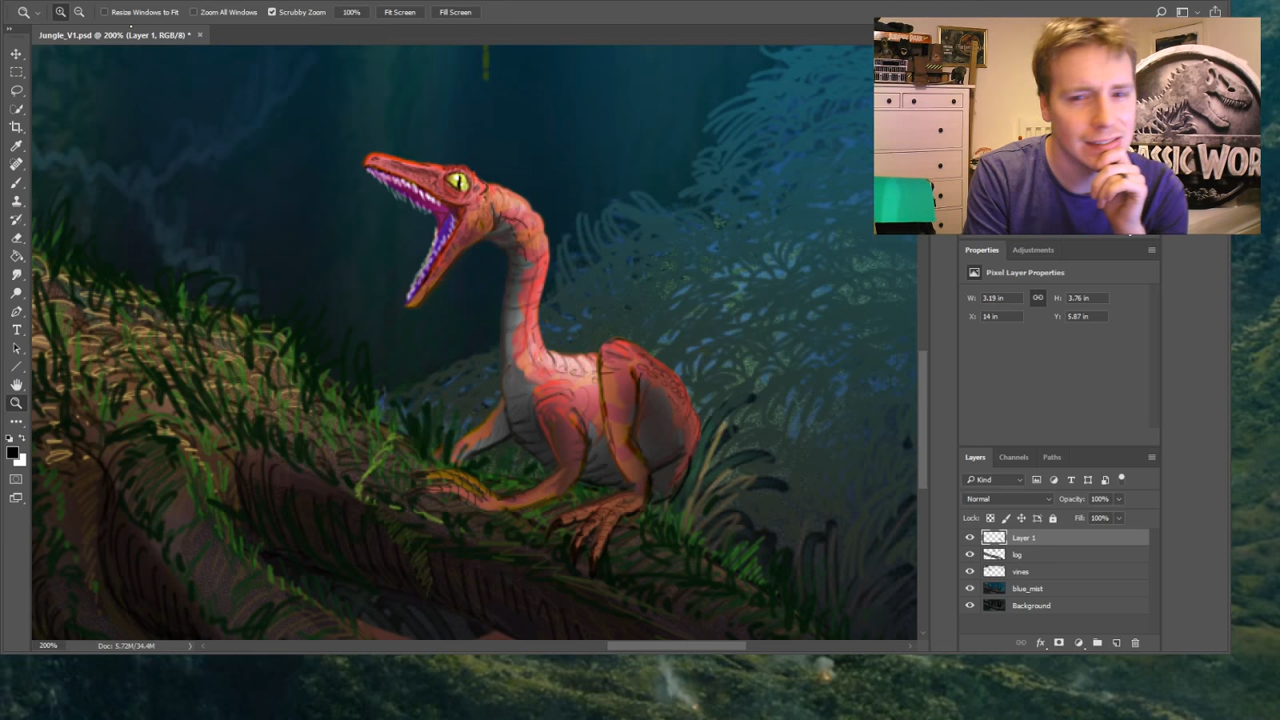 Resize Windows to Fit Zoom All Windows Scrubby Zoom 100% Fit Screen Fill Screen
Jungle_V1.psd @ 200% (Layer 1, RGB/8) *
ASSIC WOR
Properties Adjustments
Pixel Layer Properties
W: 3.19 in H: 3.76 in
X: 14 in Y: 5.87 in
Layers Channels Paths
Kind
Normal Opacity: 100%
Lock: Fill: 100%
Layer 1
log
vines
blue_mist
Background
200% Doc: 5.72M/34.4M
fx